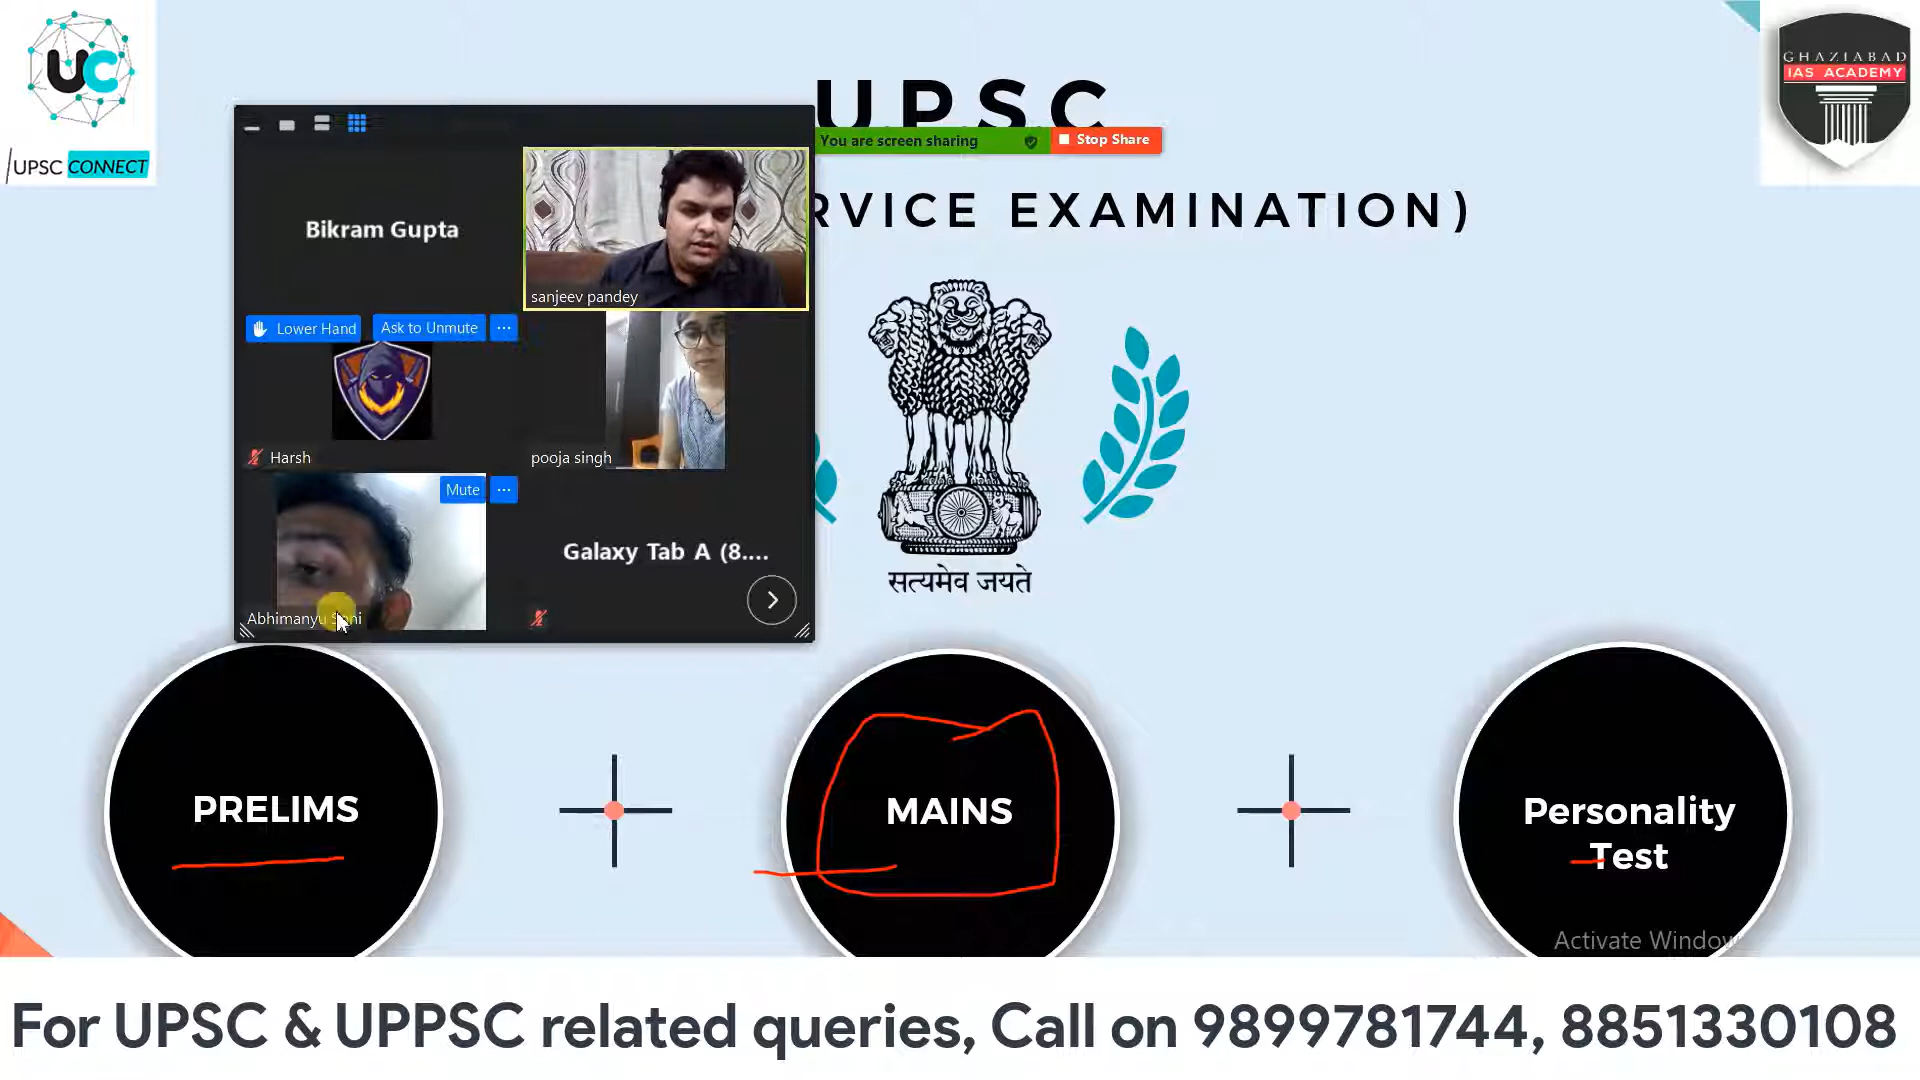 UC
UPSC CONNECT
GHAZIABAD
IAS ACADEMY
UPSC
You are screen sharing
Stop Share
RVICE EXAMINATION)
Bikram Gupta
sanjeev pandey
Lower Hand
Ask to Unmute
Harsh
pooja singh
Mute
Abhimanyu
Galaxy Tab A (8....
सत्यमेव जयते
PRELIMS
MAINS
Personality
Test
Activate Window
For UPSC & UPPSC related queries, Call on 9899781744, 8851330108